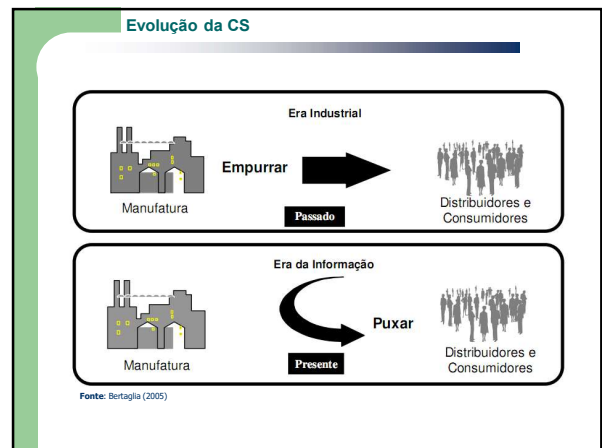 Evolução da CS
Era Industrial
Empurrar
Manufatura
Passado
Distribuidores e
Consumidores
Era da Informação
Puxar
Manufatura
Presente
Distribuidores e
Consumidores
Fonte: Bertaglia (2005)